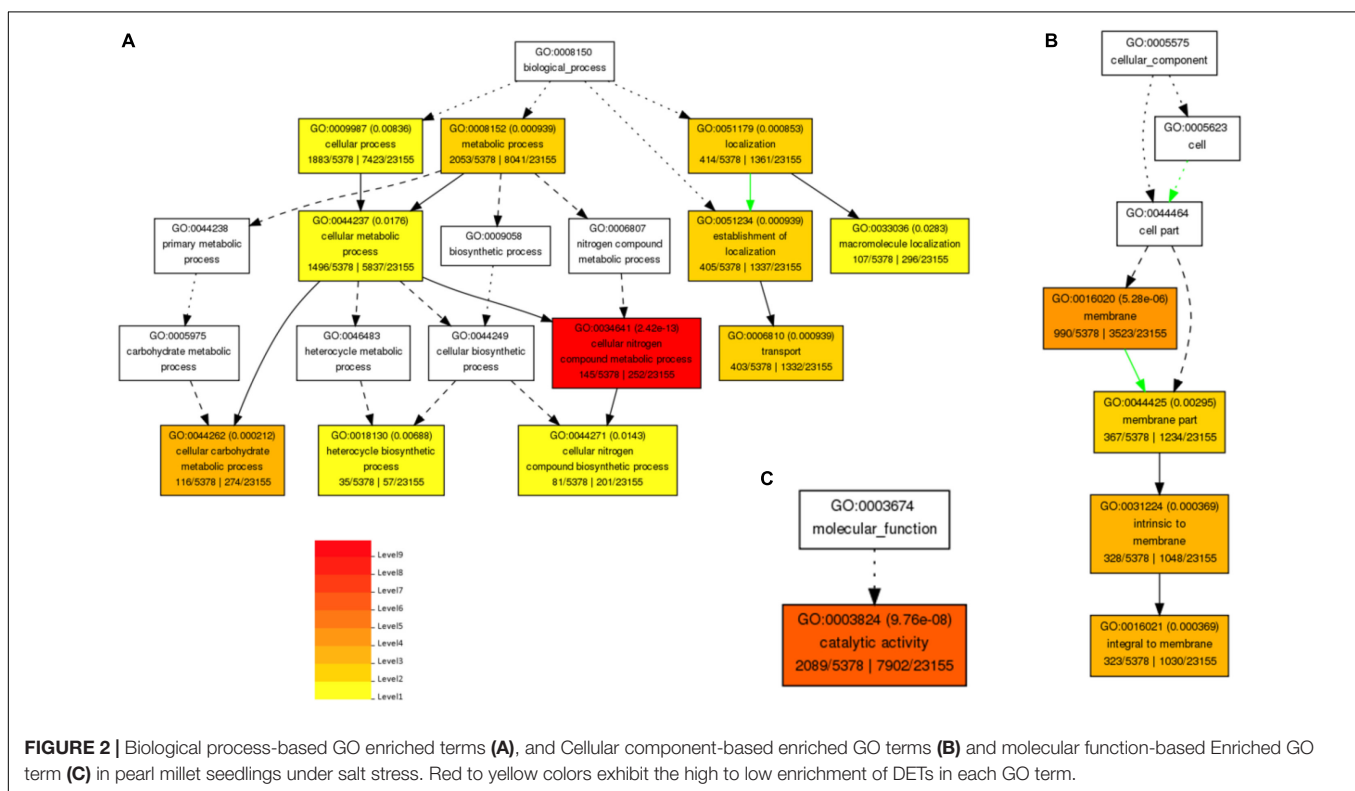 A
GO:0008150
biological_process
GO:0009987 (0.00836)
cellular process
1883/5378 | 7423/23155
GO:0008152 (0.000939)
metabolic process
2053/5378 | 8041/23155
GO:0051179 (0.000853)
localization
414/5378 | 1361/23155
GO:0044238
primary metabolic
process
GO:0044237 (0.0176)
cellular metabolic
process
1496/5378 | 5837/23155
GO:0009058
biosynthetic process
GO:0006807
nitrogen compound
metabolic process
GO:0051234 (0.000939)
establishment of
localization
405/5378 | 1337/23155
GO:0033036 (0.0283)
macromolecule localization
107/5378 | 296/23155
GO:0005975
carbohydrate metabolic
process
GO:0046483
heterocycle metabolic
process
GO:0044249
cellular biosynthetic
process
GO:0034641 (2.42e-13)
cellular nitrogen
compound metabolic process
145/5378 | 252/23155
GO:0006810 (0.000939)
transport
403/5378 | 1332/23155
GO:0044262 (0.000212)
cellular carbohydrate
metabolic process
116/5378 | 274/23155
GO:0018130 (0.00688)
heterocycle biosynthetic
process
35/5378 | 57/23155
GO:0044271 (0.0143)
cellular nitrogen
compound biosynthetic process
81/5378 | 201/23155
Level9
Level8
Level7
Level6
Level5
Level4
Level3
Level2
Level1
B
GO:0005575
cellular_component
GO:0005623
cell
GO:0044464
cell part
GO:0016020 (5.28e-06)
membrane
990/5378 | 3523/23155
GO:0044425 (0.00295)
membrane part
367/5378 | 1234/23155
GO:0031224 (0.000369)
intrinsic to
membrane
328/5378 | 1048/23155
GO:0016021 (0.000369)
integral to membrane
323/5378 | 1030/23155
C
GO:0003674
molecular_function
GO:0003824 (9.76e-08)
catalytic activity
2089/5378 | 7902/23155
FIGURE 2 | Biological process-based GO enriched terms (A), and Cellular component-based enriched GO terms (B) and molecular function-based Enriched GO
term (C) in pearl millet seedlings under salt stress. Red to yellow colors exhibit the high to low enrichment of DETs in each GO term.